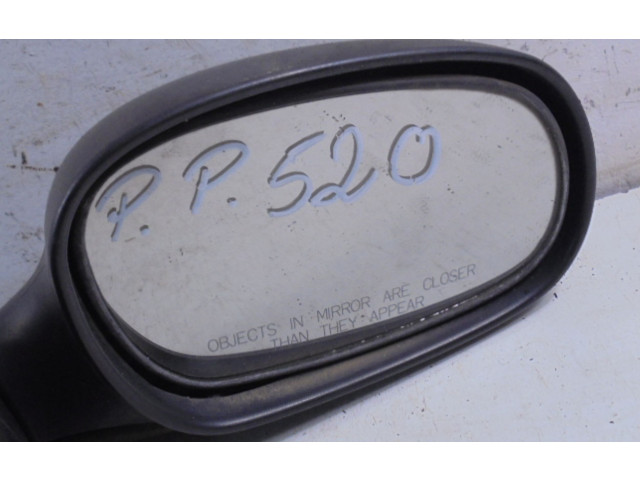 P. P. 520
OBJECTS IN MIRROR ARE CLOSER
THAN THEY APPEAR